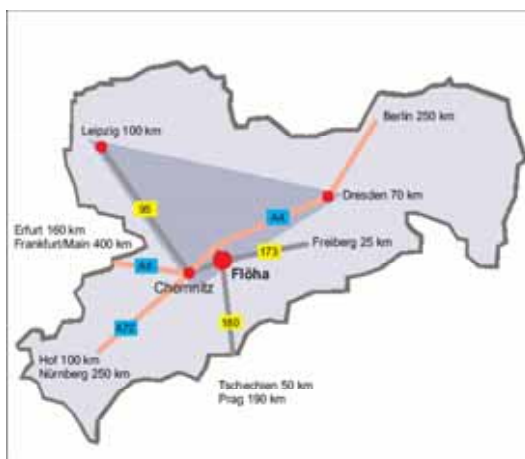 Leipzig 100 km
Berlin 250 km
Dresden 70 km
95
A4
Erfurt 160 km
Frankfurt/Main 400 km
173
Freiberg 25 km
A4
Chemnitz
Flöha
A72
180
Hof 100 km
Nürnberg 250 km
Tschechien 50 km
Prag 190 km